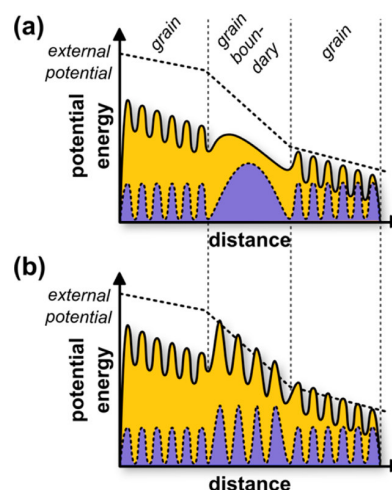 (a)
grain
grain
boun-
dary
grain
external
potential
potential
energy
distance
(b)
external
potential
potential
energy
distance